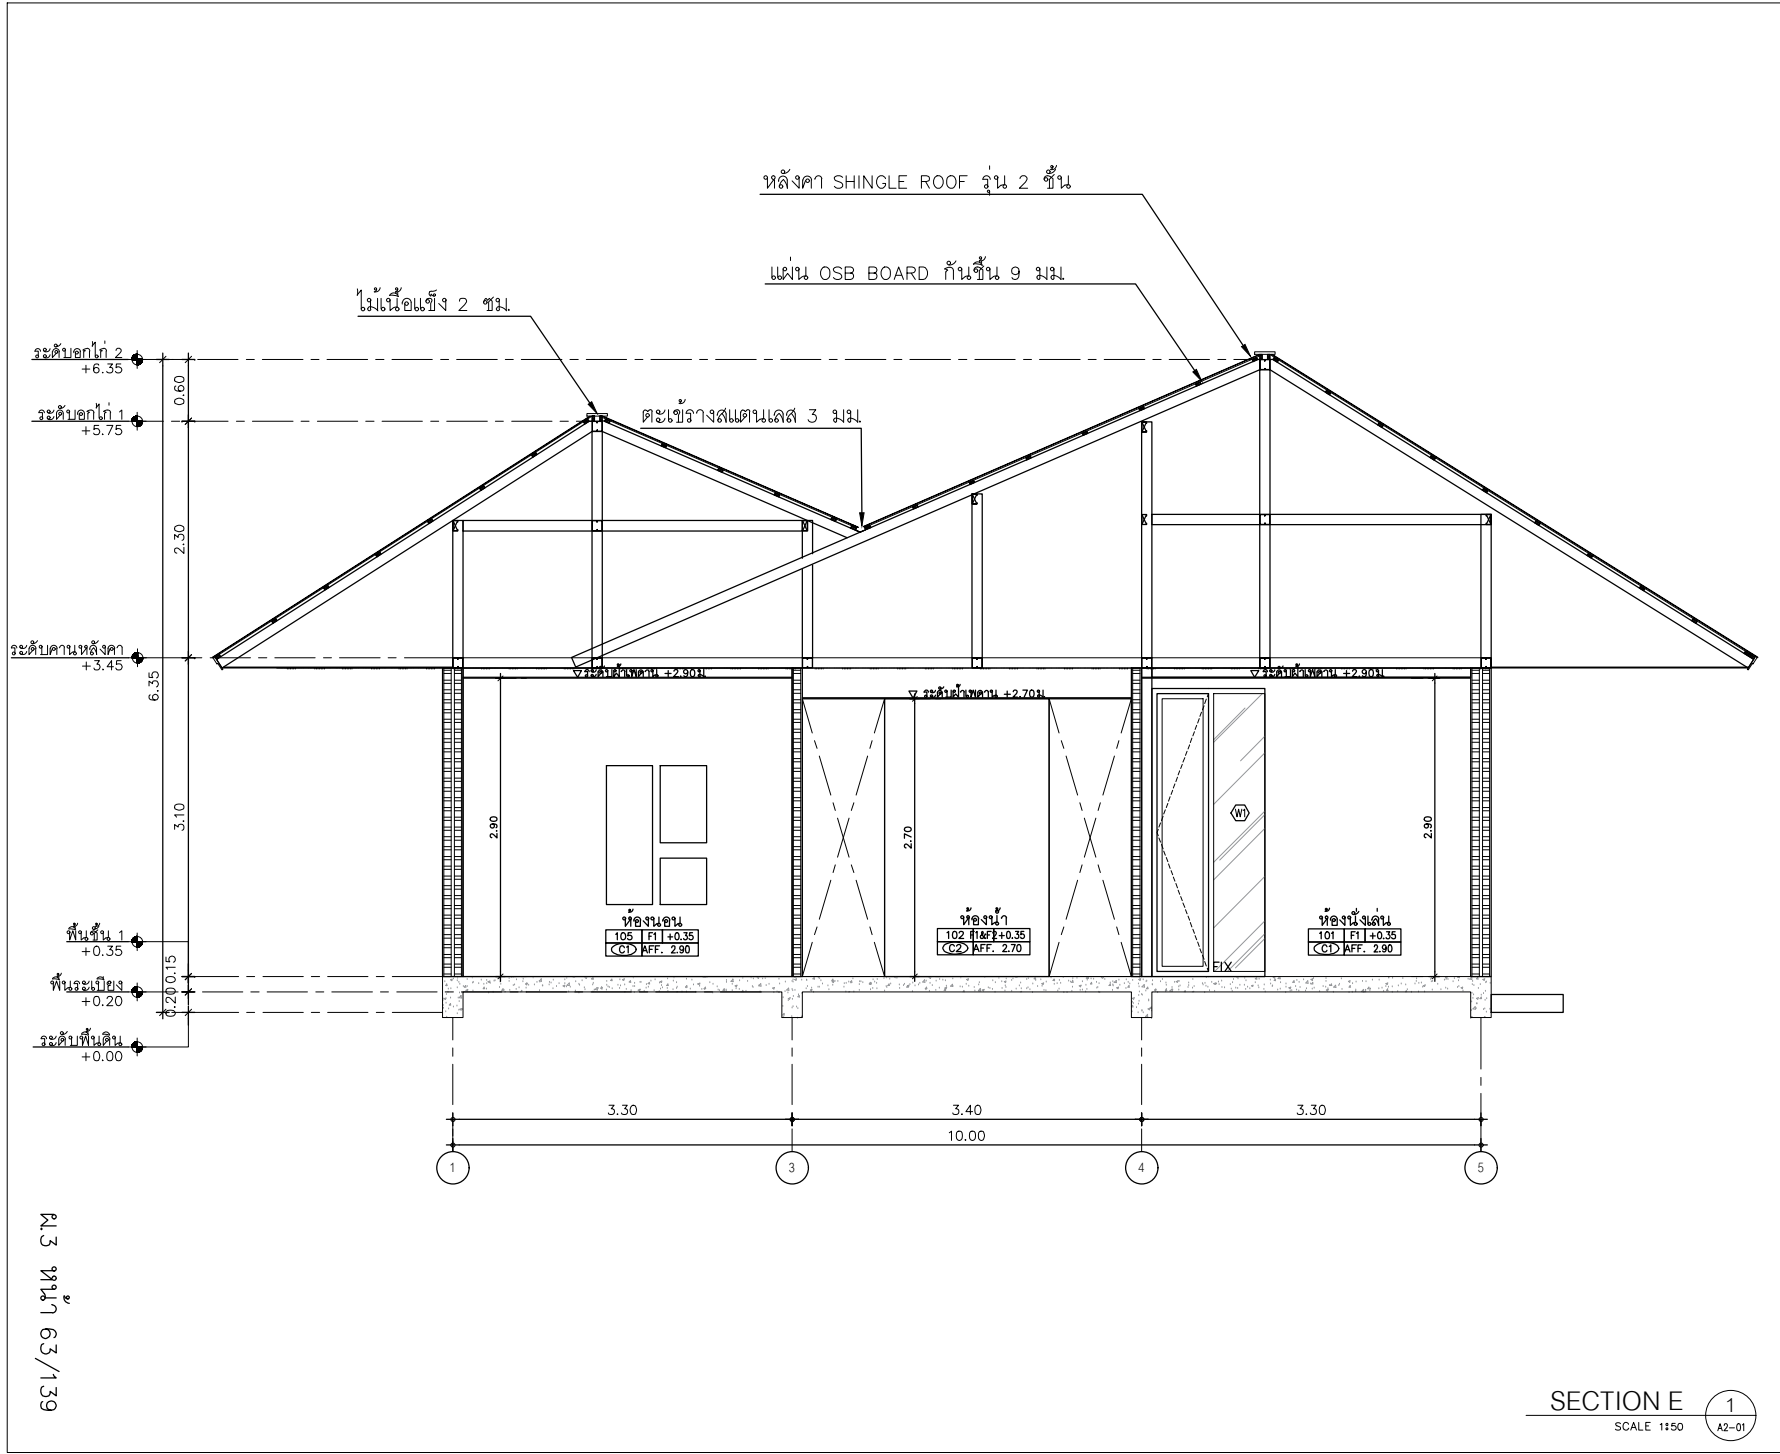 หลังคา SHINGLE ROOF รุ่น 2 ชั้น
แผ่น OSB BOARD กันชื้น 9 มม.
ไม้เนื้อแข็ง 2 ซม.
ตะเข้รางสแตนเลส 3 มม.
ระดับอกไก่ 2
+6.35
0.60
ระดับอกไก่ 1
+5.75
2.30
ระดับคานหลังคา
+3.45
6.35
3.10
พื้นชั้น 1
+0.35
0.15
พื้นระเบียง
+0.20
0.20
ระดับพื้นดิน
+0.00
ระดับฝ้าเพดาน +2.90ม
ระดับฝ้าเพดาน +2.70ม
ระดับฝ้าเพดาน +2.90ม
2.90
2.70
2.90
W1
FIX
ห้องนอน
105 F1 +0.35
C1 AFF. 2.90
ห้องน้ำ
102 F1&F2 +0.35
C2 AFF. 2.70
ห้องนั่งเล่น
101 F1 +0.35
C1 AFF. 2.90
3.30 3.40 3.30
10.00
1 3 4 5
ผ.3 หน้า 63/139
SECTION E
SCALE 1:50
1
A2-01